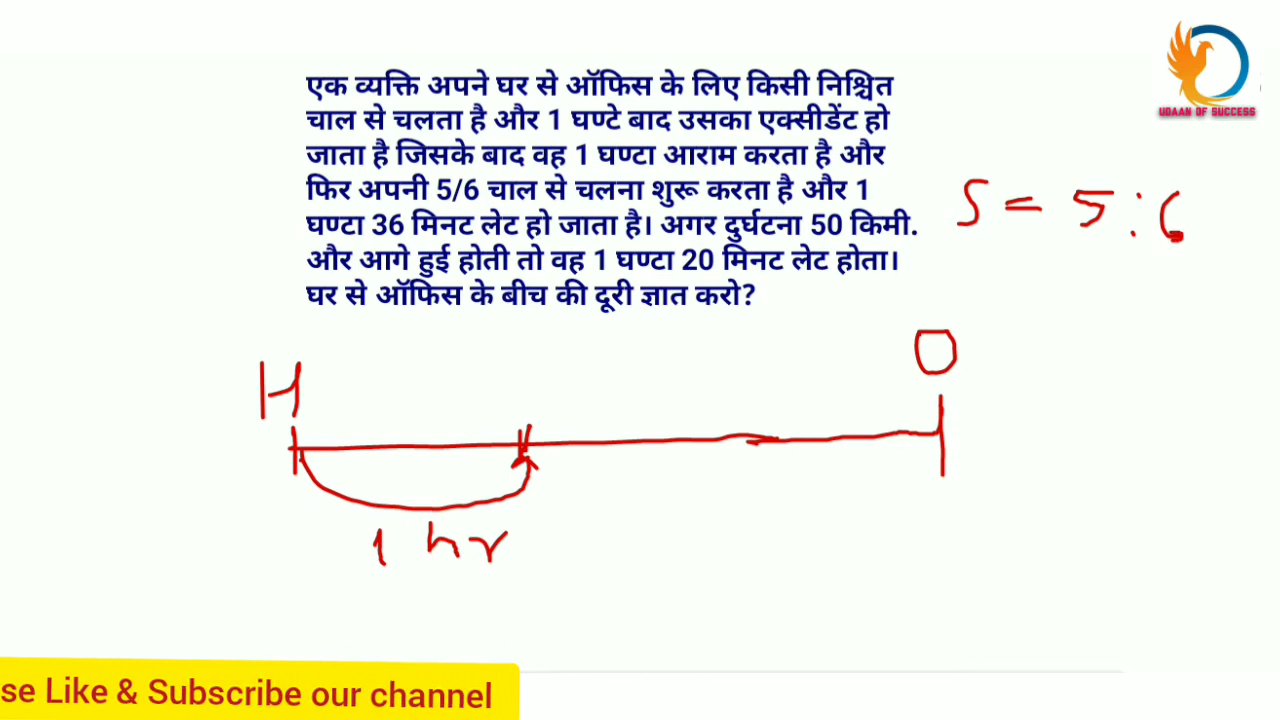 UDAAN OF SUCCESS
एक व्यक्ति अपने घर से ऑफिस के लिए किसी निश्चित
चाल से चलता है और 1 घण्टे बाद उसका एक्सीडेंट हो
जाता है जिसके बाद वह 1 घण्टा आराम करता है और
फिर अपनी 5/6 चाल से चलना शुरू करता है और 1
घण्टा 36 मिनट लेट हो जाता है। अगर दुर्घटना 50 किमी.
और आगे हुई होती तो वह 1 घण्टा 20 मिनट लेट होता।
घर से ऑफिस के बीच की दूरी ज्ञात करो?
S = 5 : 6
H
O
1 hr
se Like & Subscribe our channel